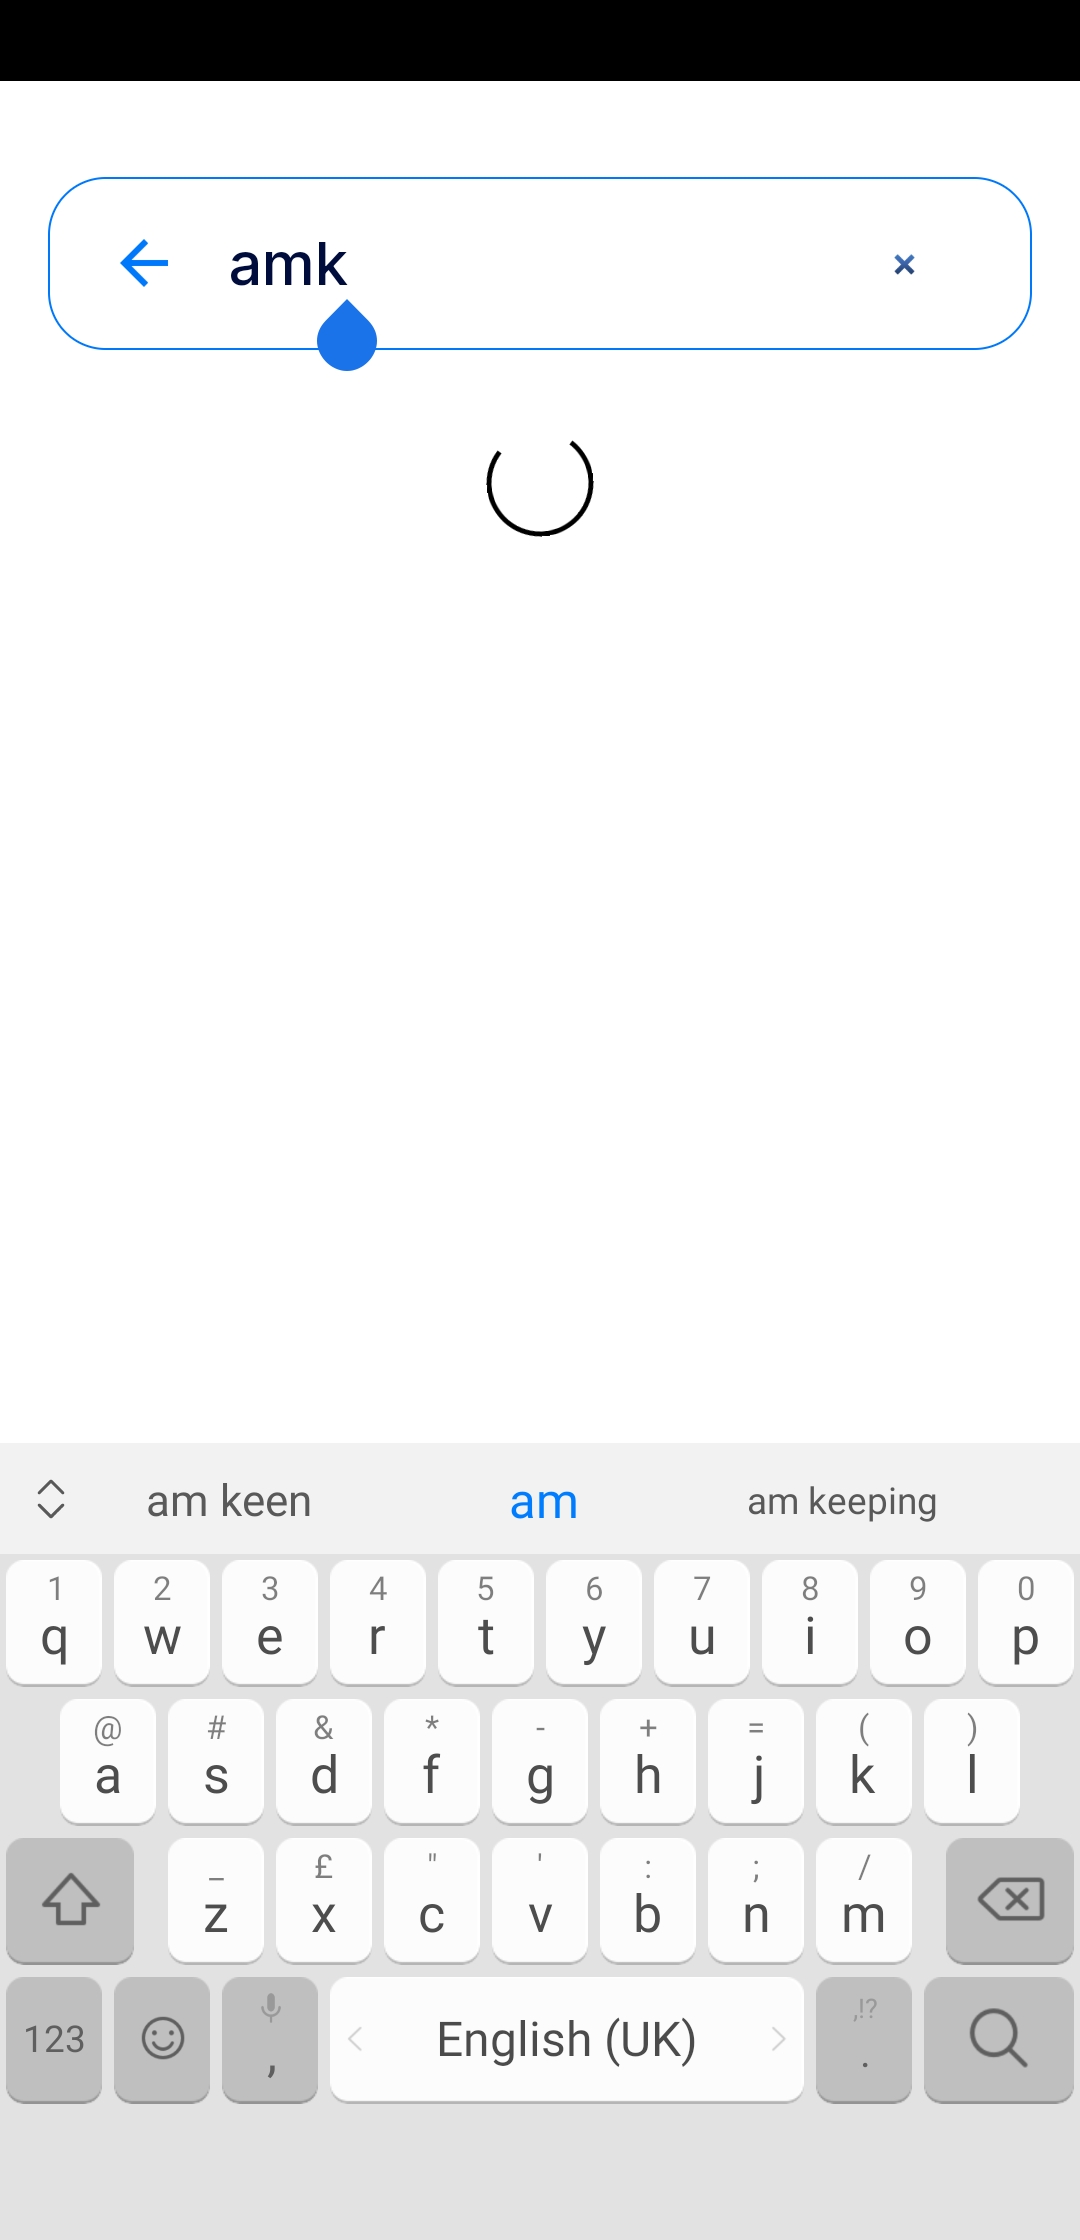 amk
am keen am am keeping
1 2 3 4 5 6 7 8 9 0
q w e r t y u i o p
@ # & * - + = ( )
a s d f g h j k l
_ £ " ' : ; /
z x c v b n m
,!?
123 , English (UK) .